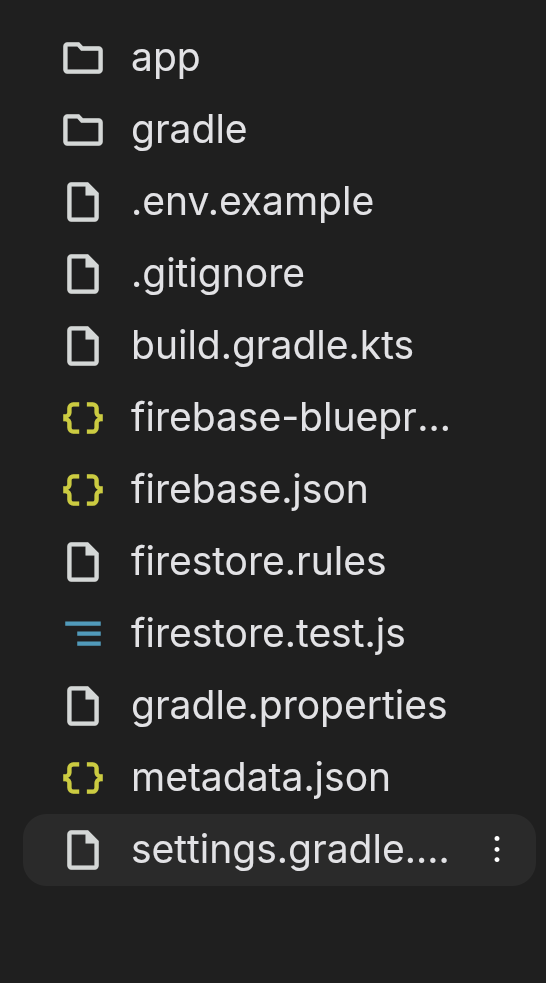 app
gradle
.env.example
.gitignore
build.gradle.kts
firebase-bluepr...
firebase.json
firestore.rules
firestore.test.js
gradle.properties
metadata.json
settings.gradle....